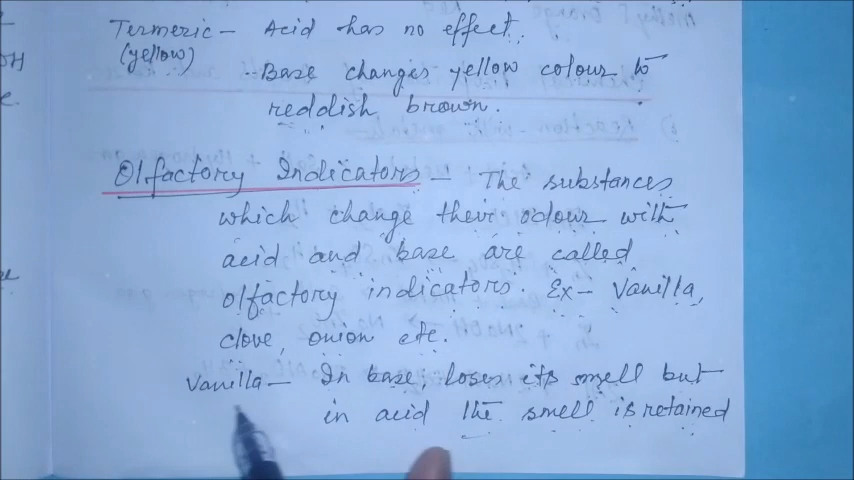 Turmeric - Acid has no effect.
(yellow)
Base changes yellow colour to
reddish brown.
Olfactory Indicators - The substances
which change their odour with
acid and base are called
olfactory indicators. Ex- Vanilla,
clove, onion etc.
Vanilla - In base, loses its smell but
in acid the smell is retained